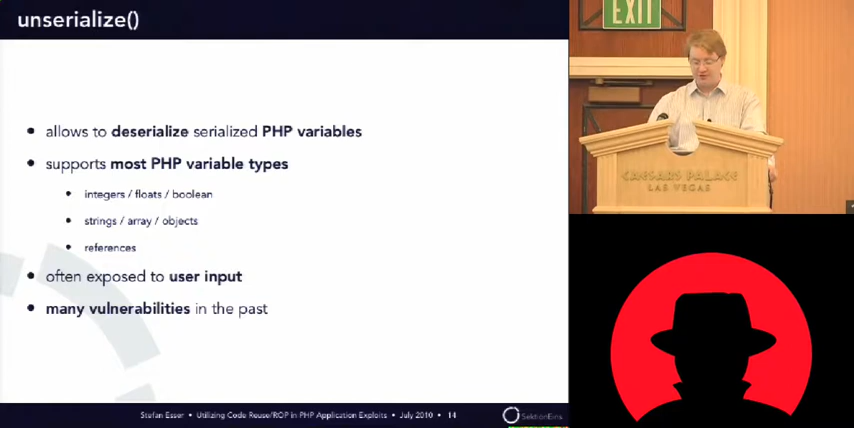 unserialize()
• allows to deserialize serialized PHP variables
• supports most PHP variable types
• integers / floats / boolean
• strings / array / objects
• references
• often exposed to user input
• many vulnerabilities in the past
Stefan Esser • Utilizing Code Reuse/ROP in PHP Application Exploits • July 2010 • 14
SektionEins
EXIT
CAESARS PALACE
LAS VEGAS